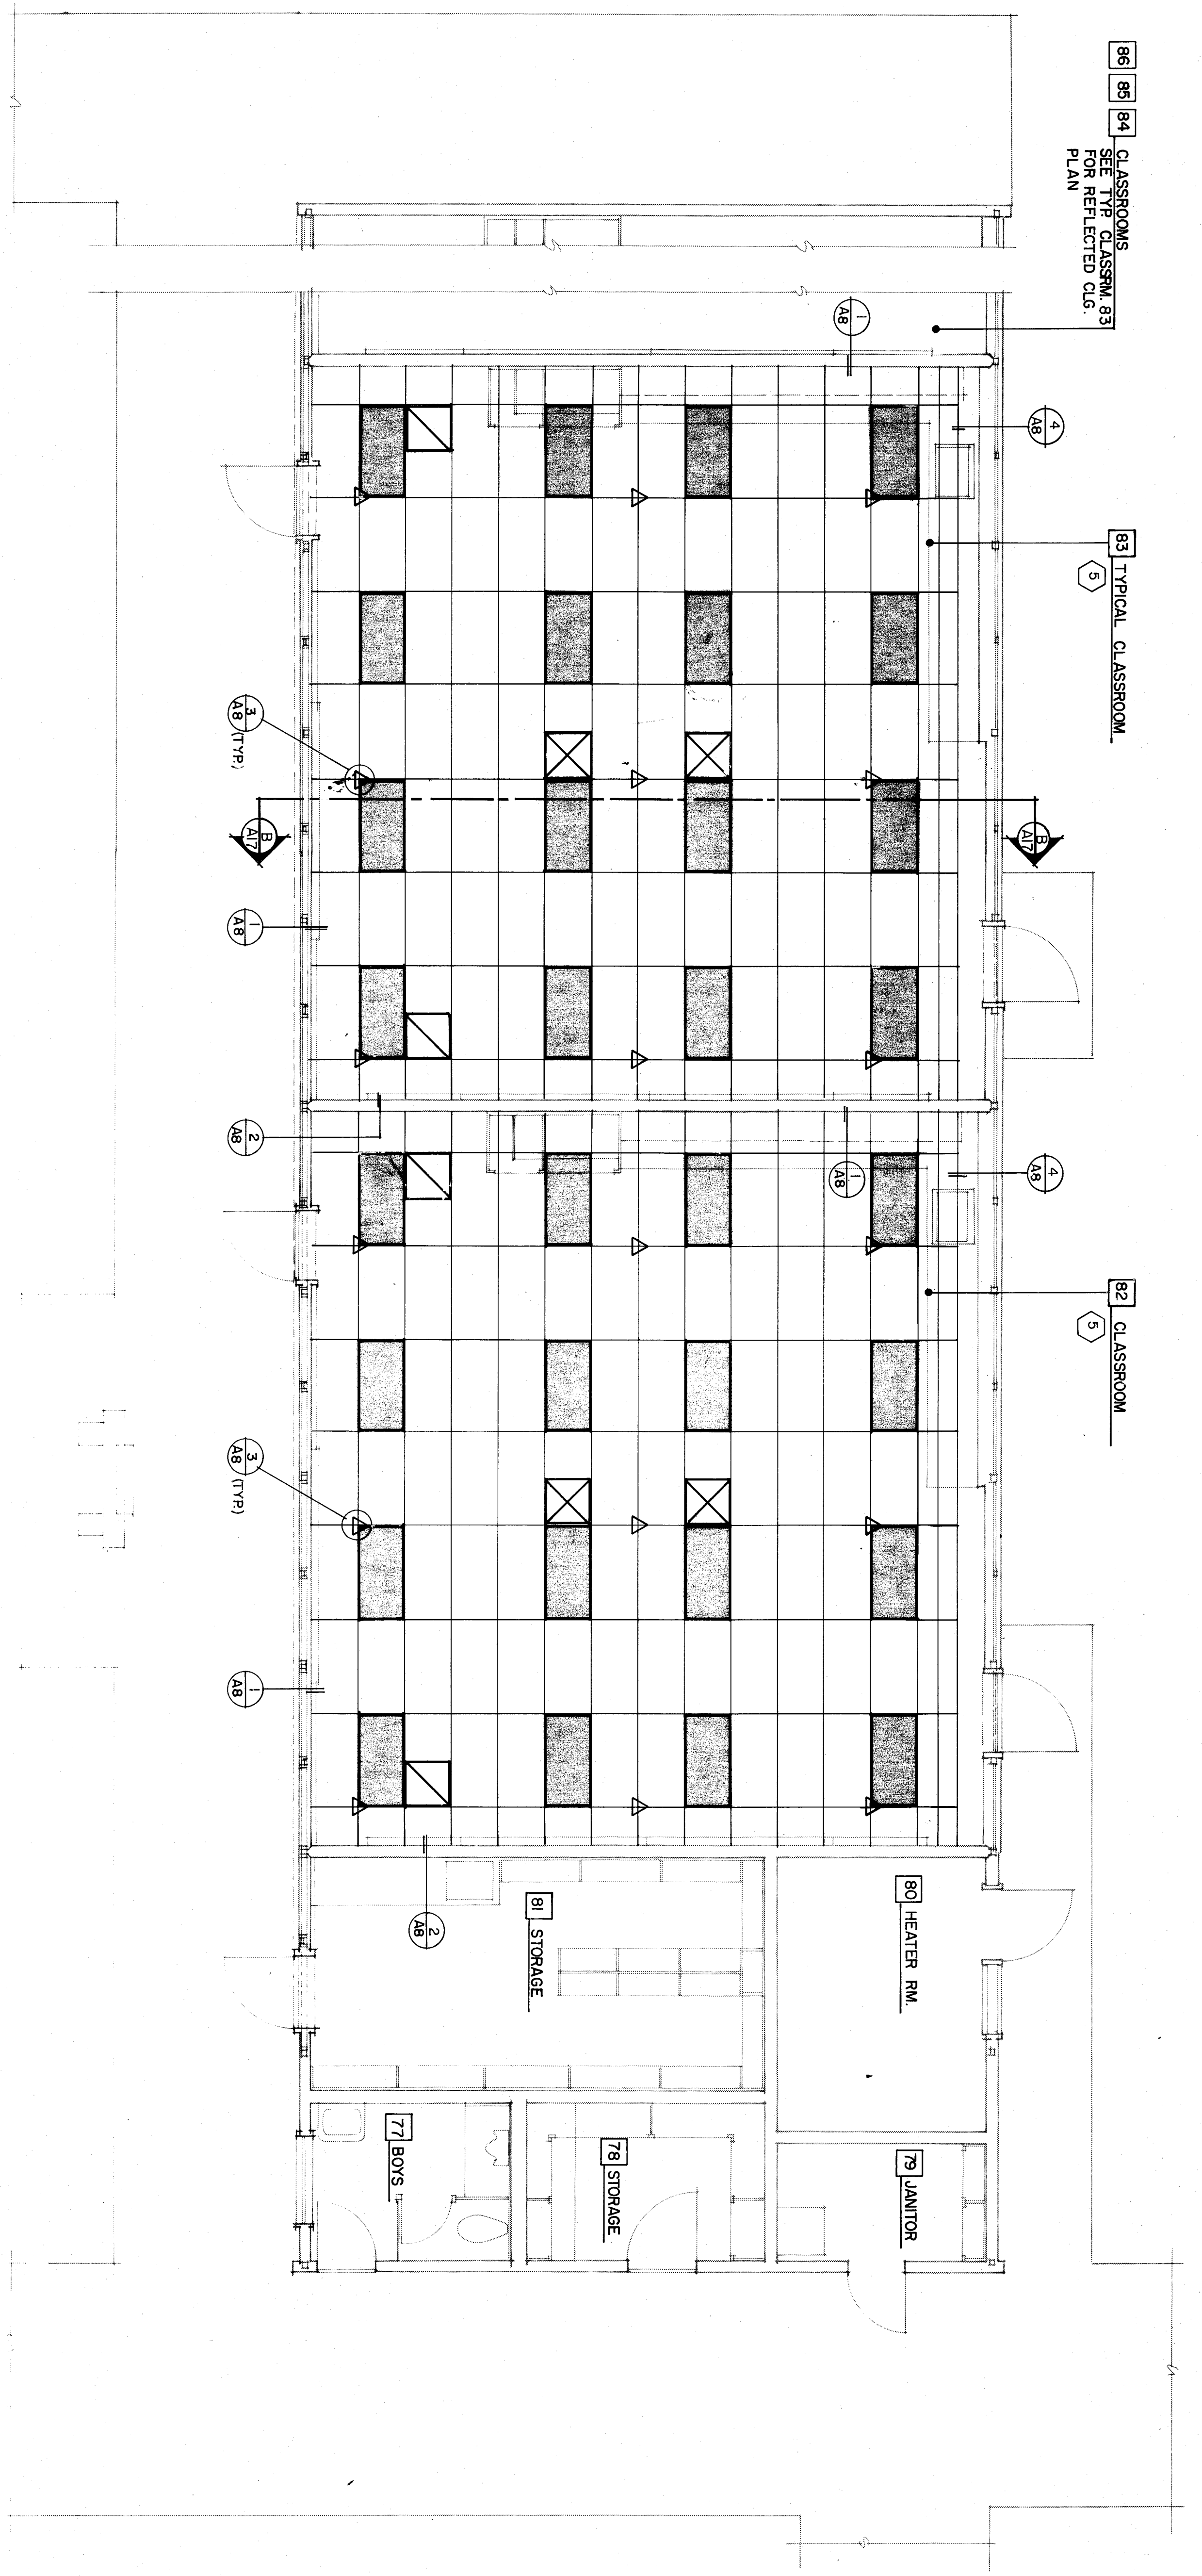 86 85 84 CLASSROOMS
SEE TYP. CLASSRM. 83
FOR REFLECTED CLG.
PLAN
1
A8
4
A8
83 TYPICAL CLASSROOM
5
3
A8 (TYP.)
B
A17
B
A17
1
A8
2
A8
1
A8
4
A8
82 CLASSROOM
5
3
A8 (TYP.)
1
A8
2
A8
81 STORAGE
80 HEATER RM.
79 JANITOR
78 STORAGE
77 BOYS